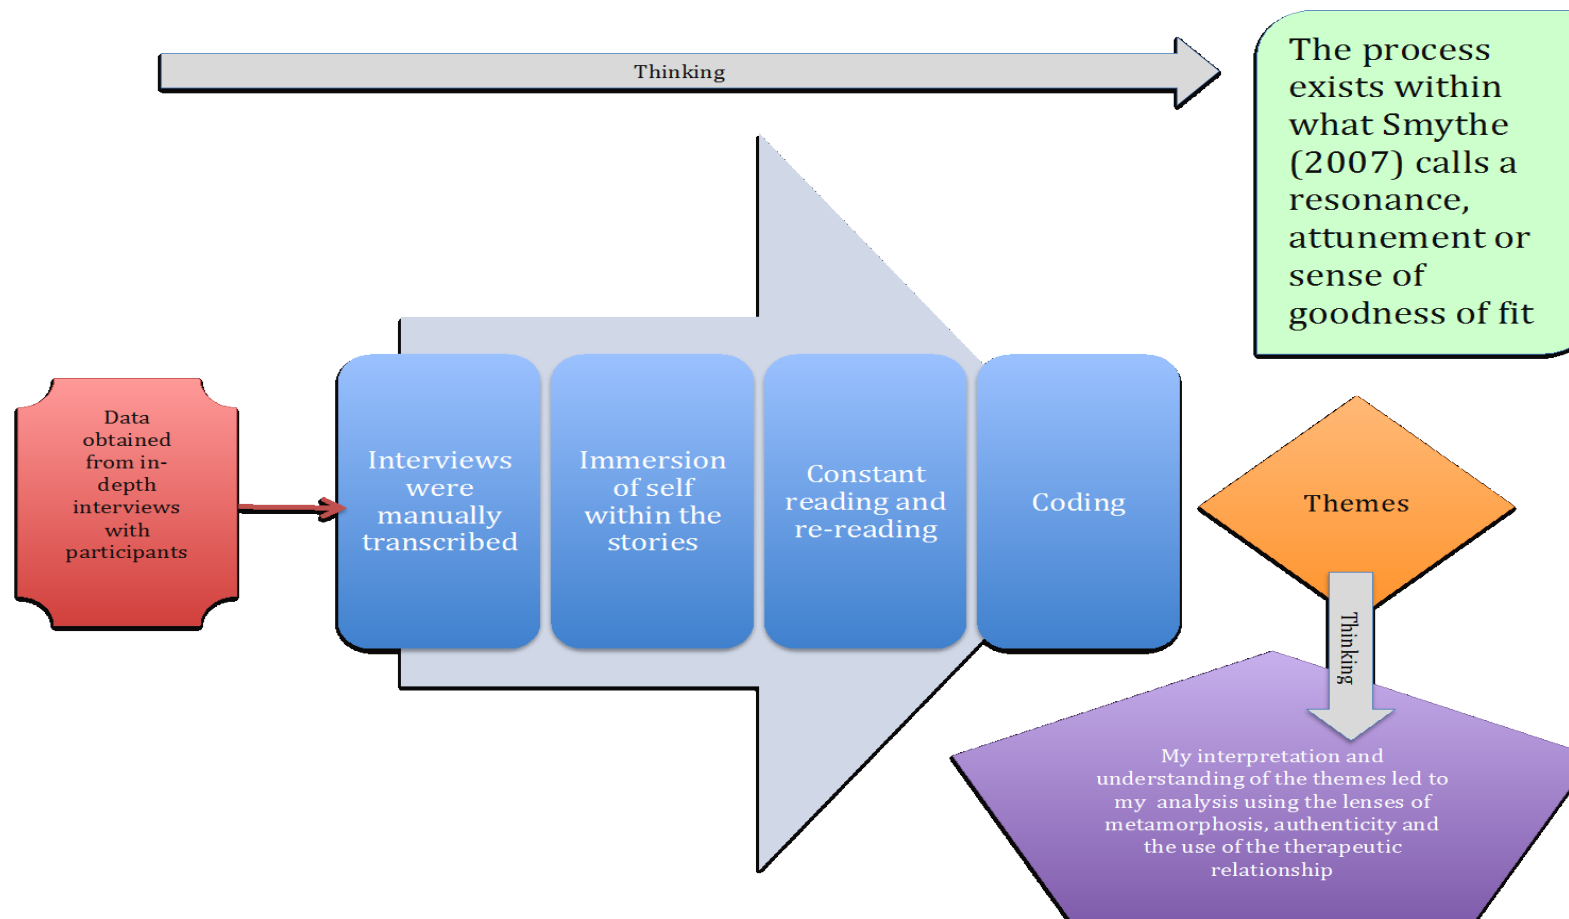 Thinking
The process
exists within
what Smythe
(2007) calls a
resonance,
attunement or
sense of
goodness of fit
Data
obtained
from in-
depth
interviews
with
participants
Interviews
were
manually
transcribed
Immersion
of self
within the
stories
Constant
reading and
re-reading
Coding
Themes
Thinking
My interpretation and
understanding of the themes led to
my analysis using the lenses of
metamorphosis, authenticity and
the use of the therapeutic
relationship